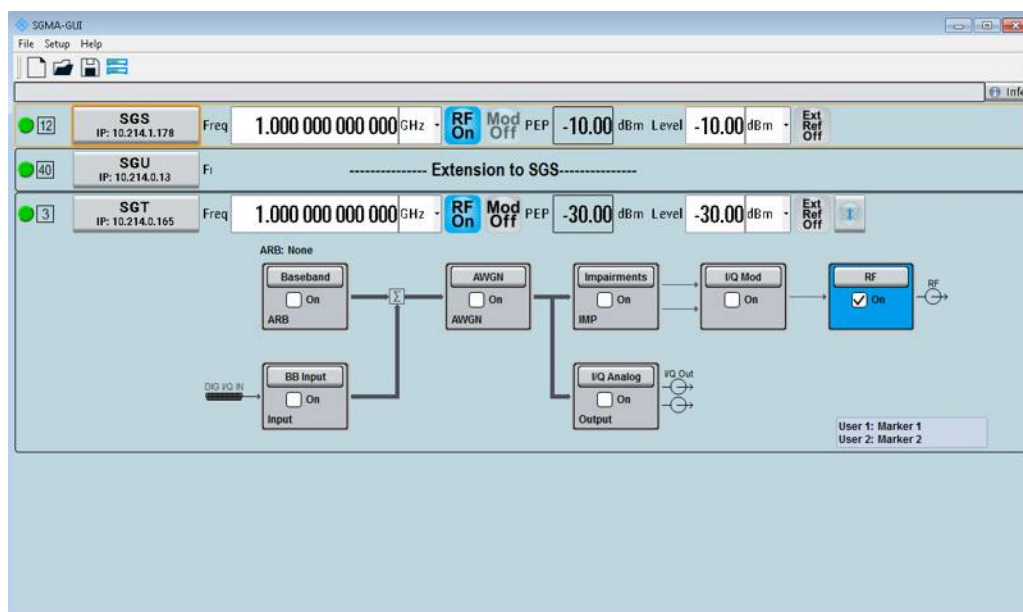 SGMA-GUI
File Setup Help
Info
12 SGS IP: 10.214.1.178 Freq 1.000 000 000 000 GHz RF On Mod Off PEP -10.00 dBm Level -10.00 dBm Ext Ref Off
40 SGU IP: 10.214.0.13 ---------------- Extension to SGS---------------
3 SGT IP: 10.214.0.165 Freq 1.000 000 000 000 GHz RF On Mod Off PEP -30.00 dBm Level -30.00 dBm Ext Ref Off
ARB: None
Baseband AWGN Impairments I/Q Mod RF
On On On On On
RF
Σ
ARB AWGN IMP
BB Input I/Q Analog
I/Q Out
DIG I/Q IN
On On
Input Output
User 1: Marker 1
User 2: Marker 2